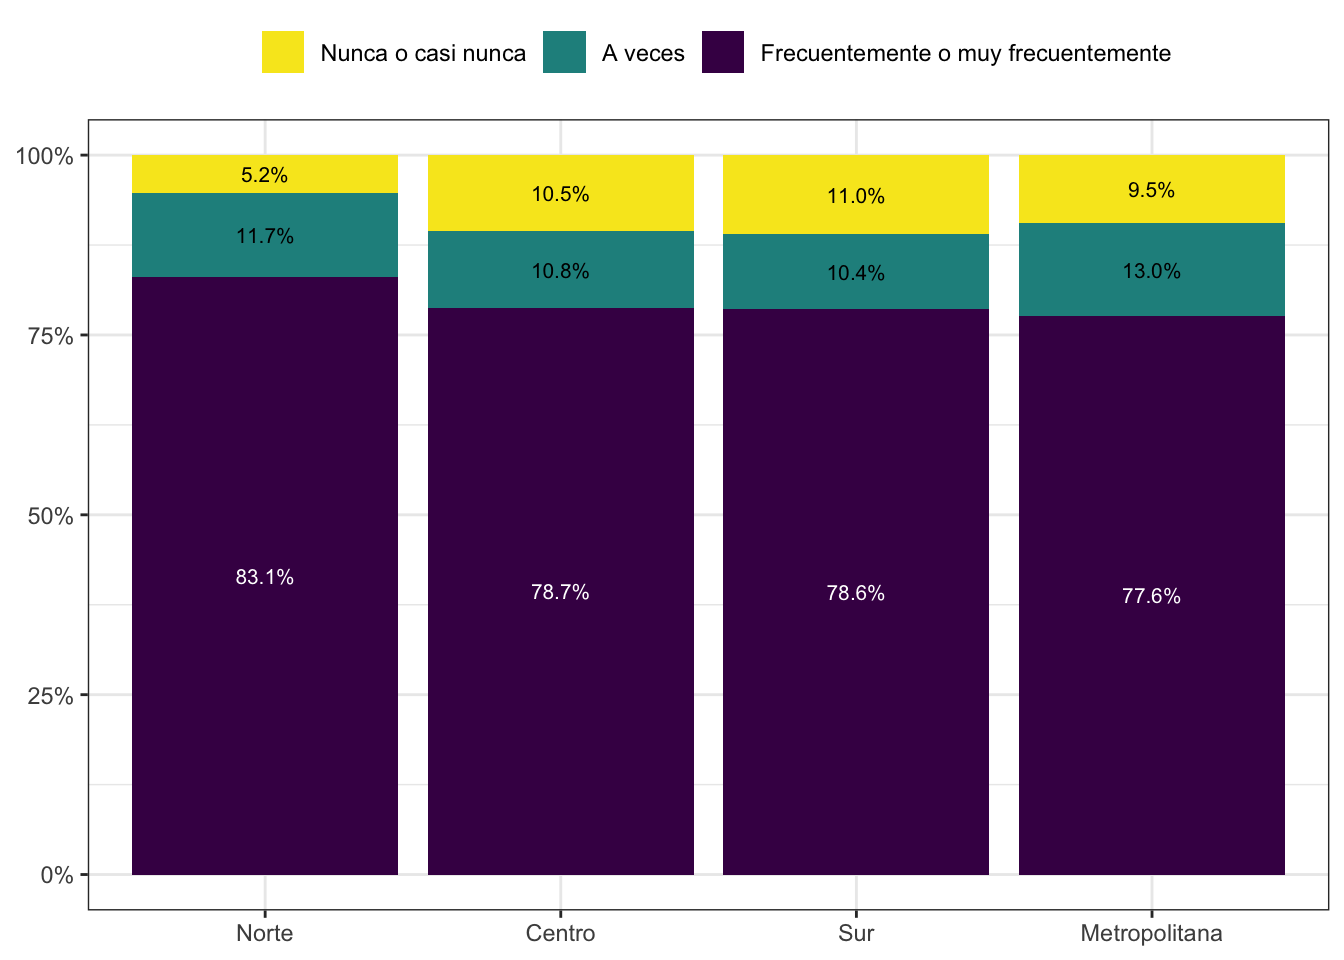 Nunca o casi nunca A veces Frecuentemente o muy frecuentemente
100%
75%
50%
25%
0%
5.2% 10.5% 11.0% 9.5%
11.7% 10.8% 10.4% 13.0%
83.1% 78.7% 78.6% 77.6%
Norte Centro Sur Metropolitana